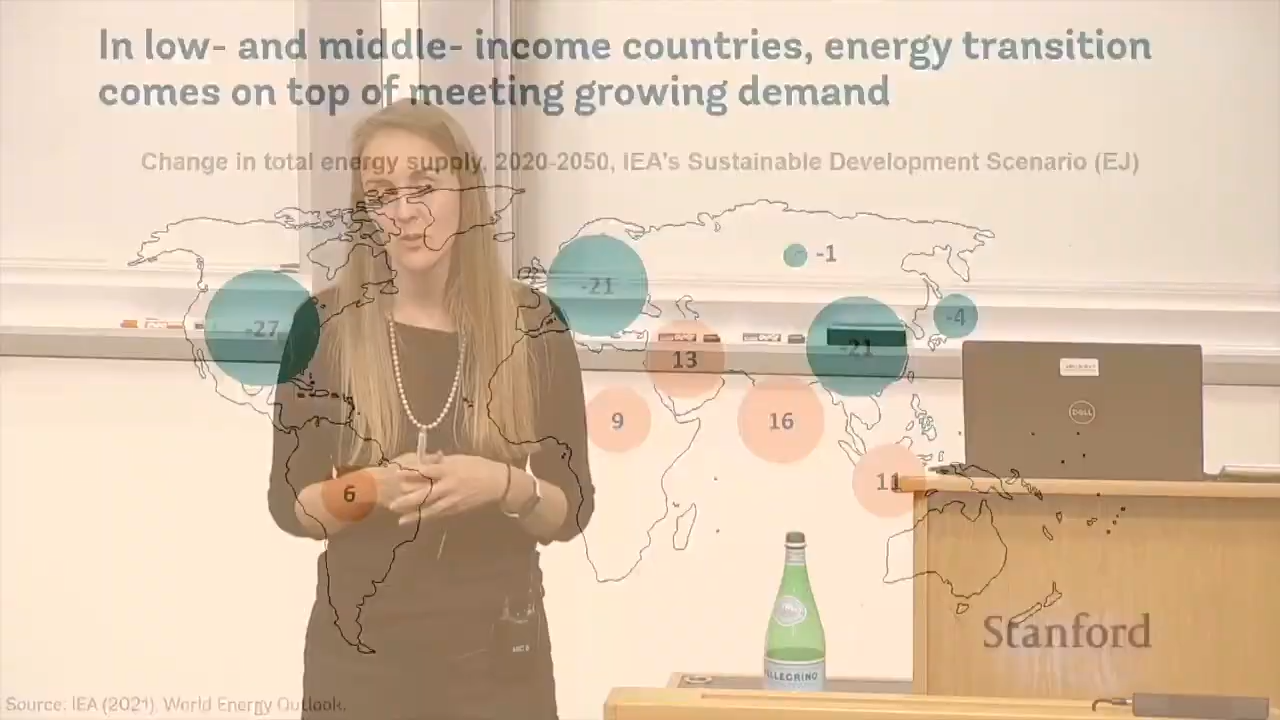 In low- and middle- income countries, energy transition
comes on top of meeting growing demand
Change in total energy supply, 2020-2050, IEA's Sustainable Development Scenario (EJ)
-1
-21
-27
-4
-21
13
9
16
6
11
DELL
Stanford
PELLEGRINO
Source: IEA (2021), World Energy Outlook.